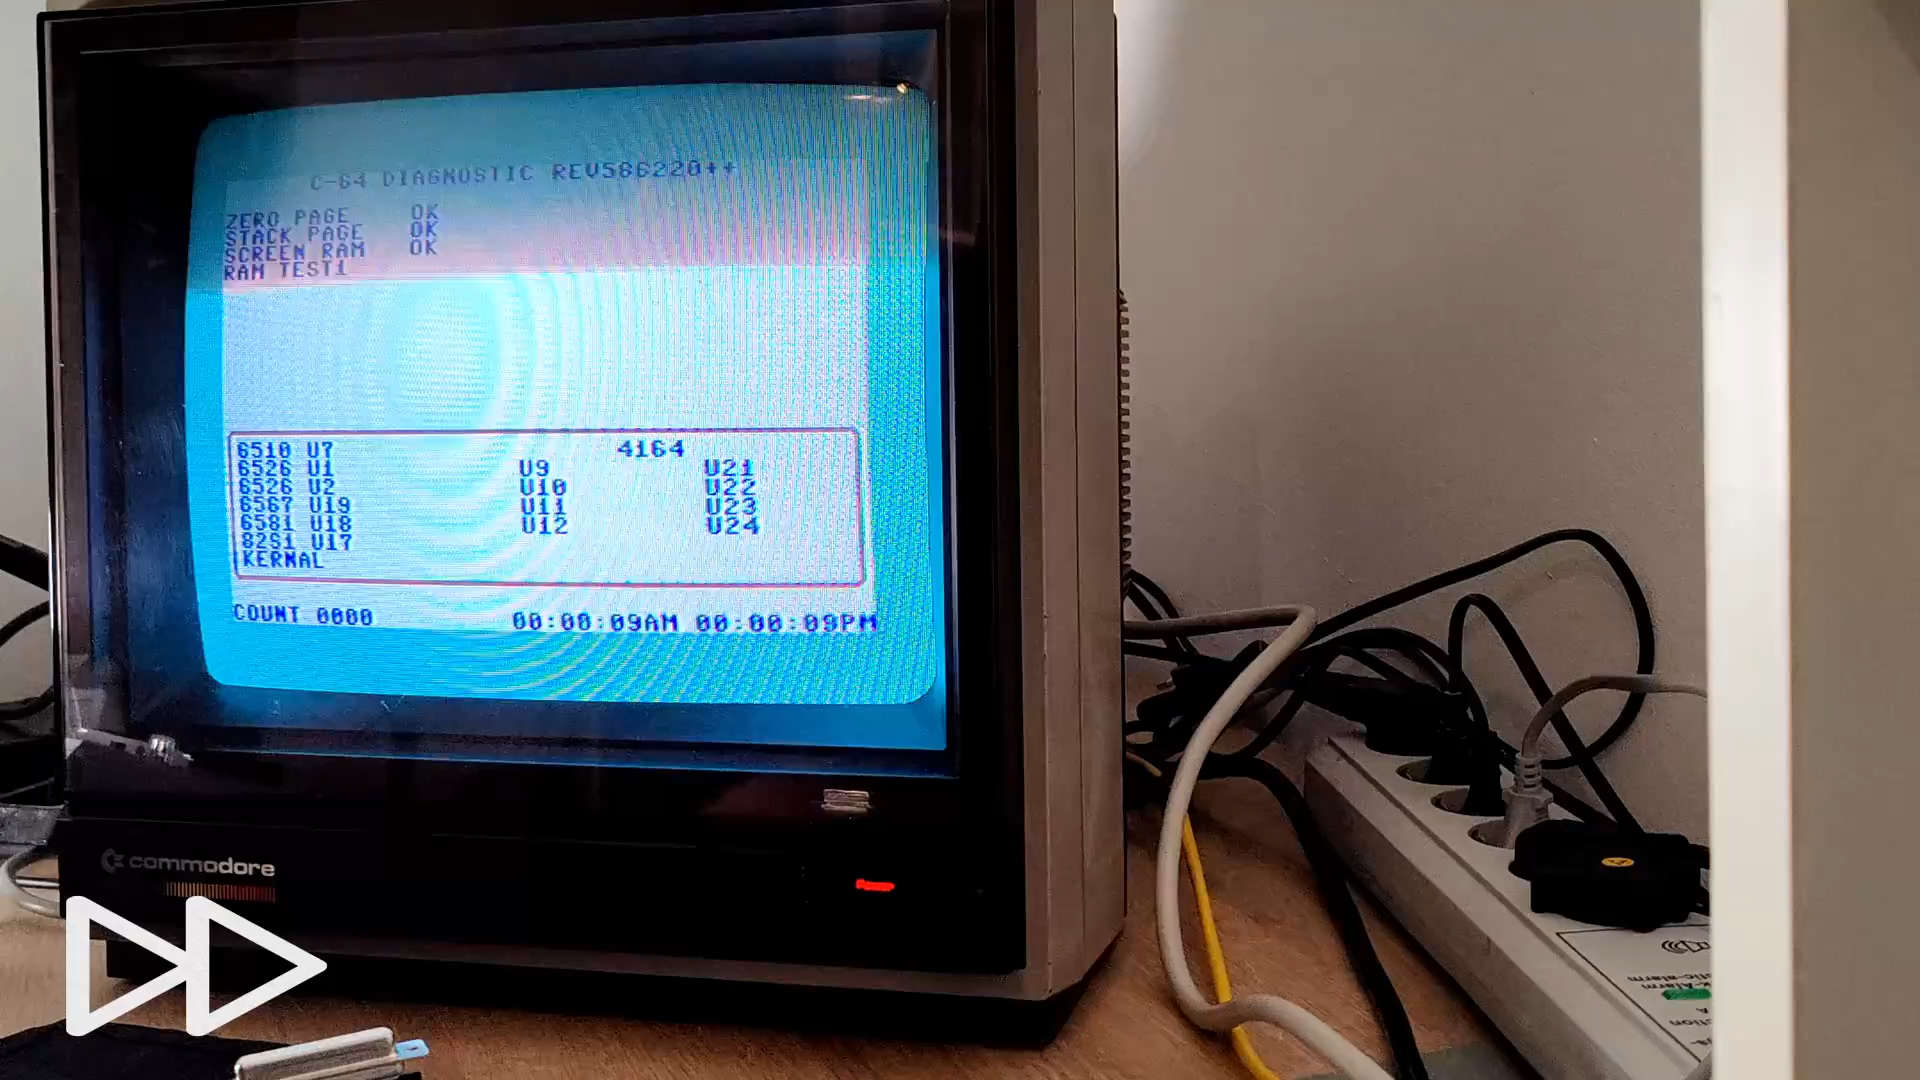 C-64 DIAGNOSTIC REV586220++
ZERO PAGE OK
STACK PAGE OK
SCREEN RAM OK
RAM TEST1
6510 U7 4164
6526 U1 U9 U21
6526 U2 U10 U22
6567 U19 U11 U23
6581 U18 U12 U24
82S1 U17
KERNAL
COUNT 0000 00:00:09AM 00:00:09PM
commodore
Power